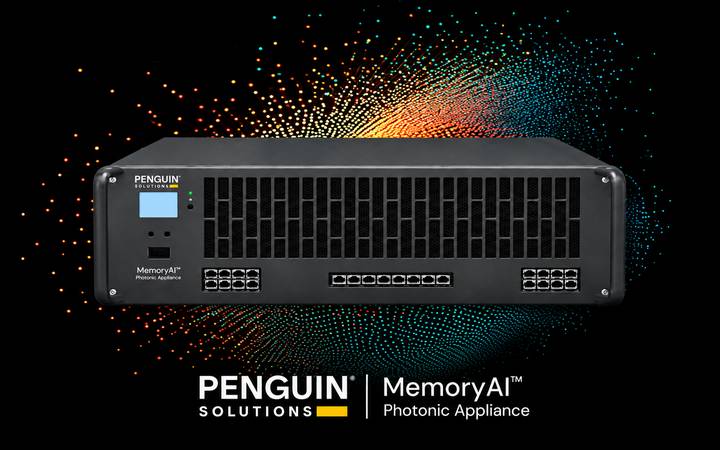 PENGUIN
SOLUTIONS
MemoryAI™
Photonic Appliance
PENGUIN®
SOLUTIONS
MemoryAI™
Photonic Appliance